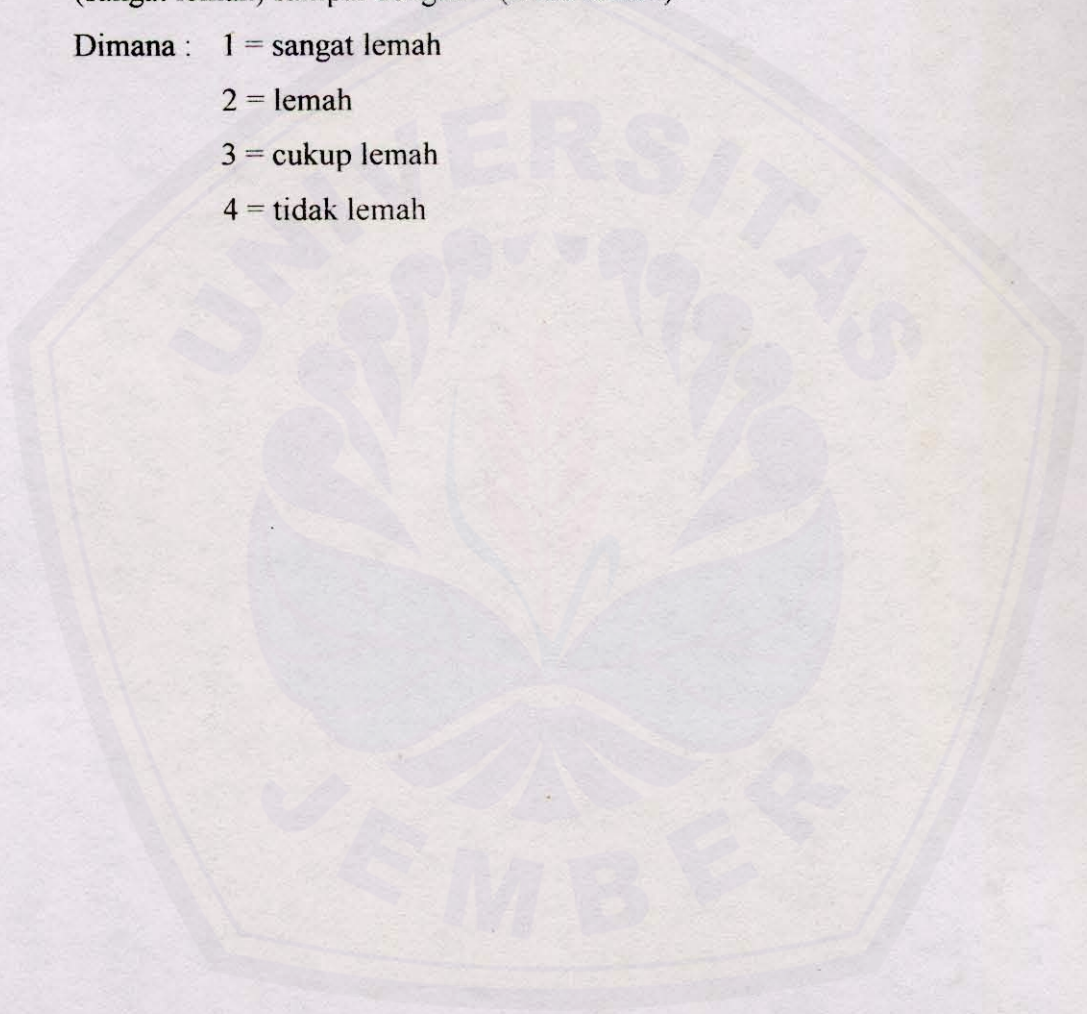 Dimana : 1 = sangat lemah
2 = lemah
3 = cukup lemah
4 = tidak lemah
UNIVERSITAS
JEMBER